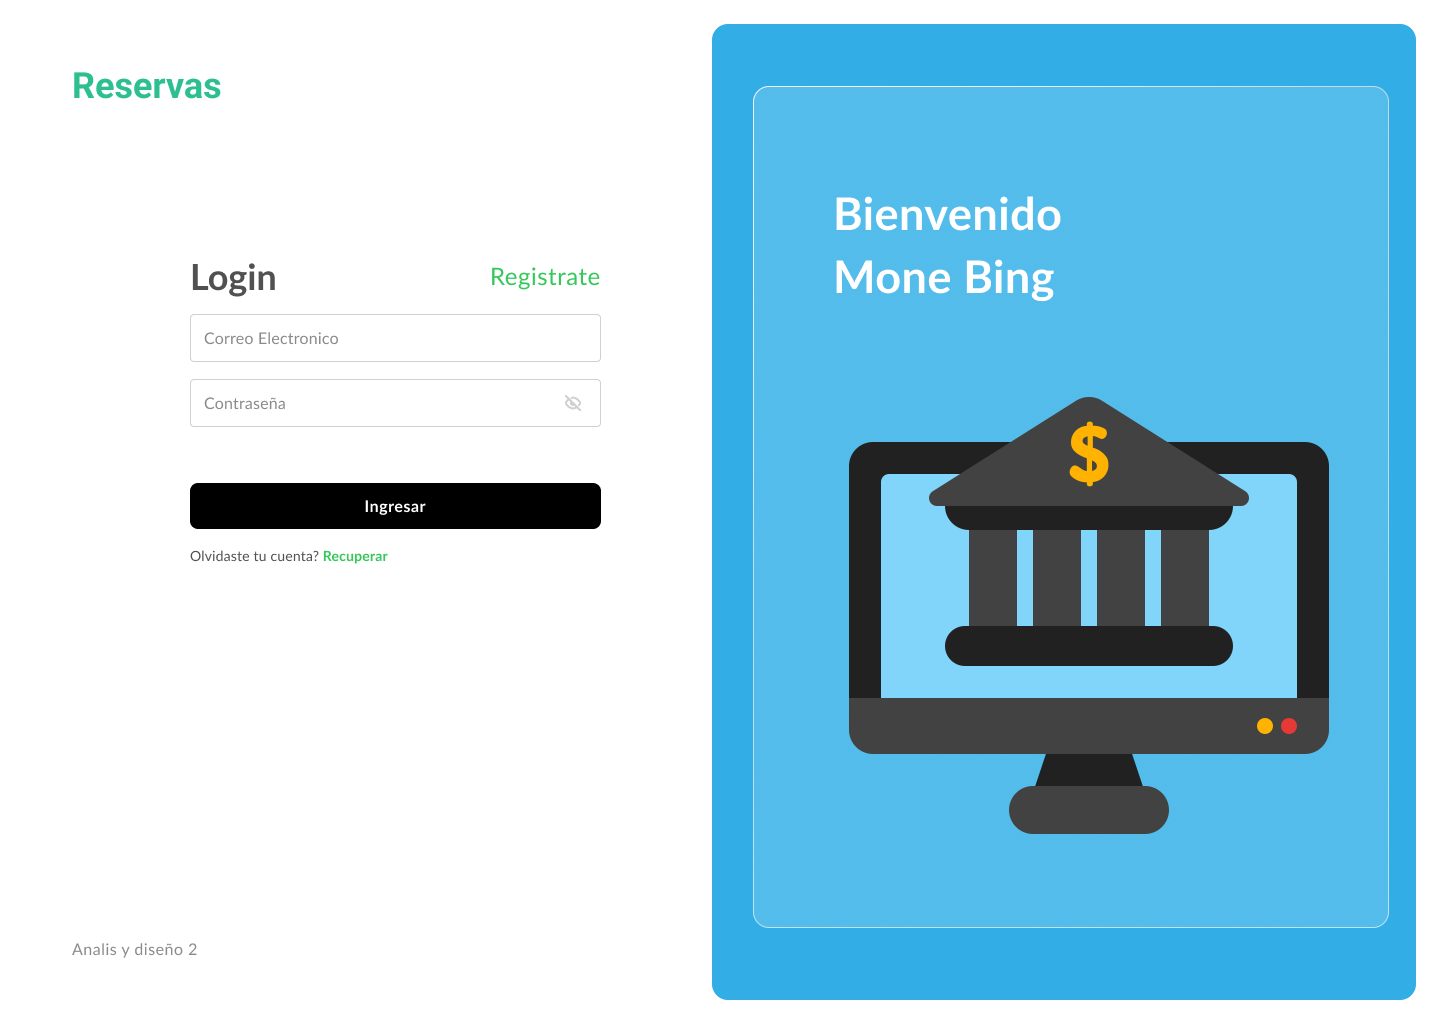 Reservas
Login
Registrate
Correo Electronico
Contraseña
Ingresar
Olvidaste tu cuenta? Recuperar
Analis y diseño 2
Bienvenido
Mone Bing
$